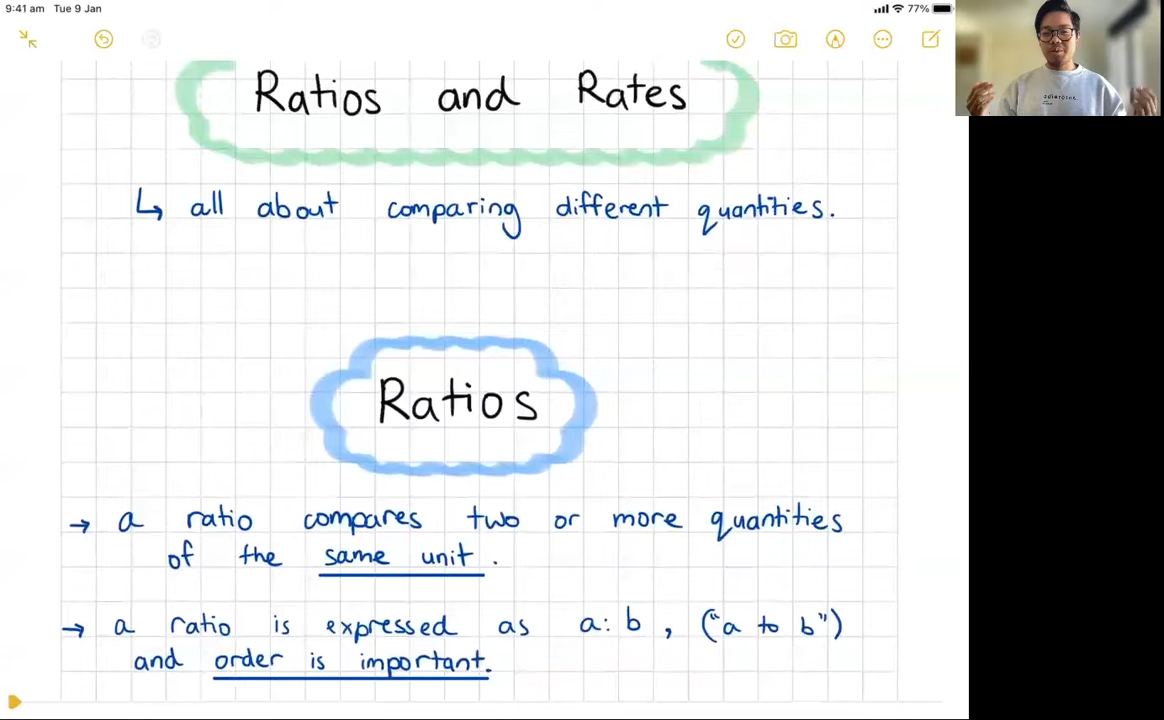 9:41 am Tue 9 Jan
77%
Ratios and Rates
↳ all about comparing different quantities.
Ratios
→ a ratio compares two or more quantities
of the same unit.
→ a ratio is expressed as a:b, ("a to b")
and order is important.